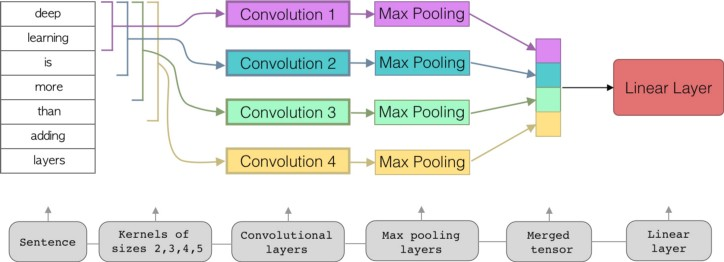 deep
learning
is
more
than
adding
layers
Convolution 1
Max Pooling
Convolution 2
Max Pooling
Convolution 3
Max Pooling
Convolution 4
Max Pooling
Linear Layer
Sentence
Kernels of
sizes 2,3,4,5
Convolutional
layers
Max pooling
layers
Merged
tensor
Linear
layer